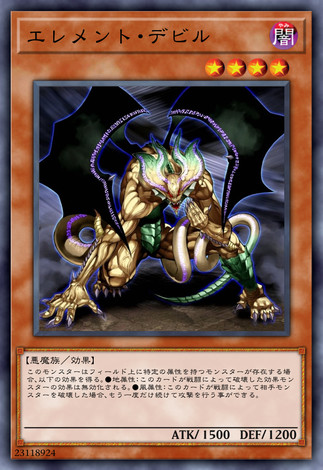 エレメント・デビル
闇
やみ
【悪魔族／効果】
このモンスターはフィールド上に特定の属性を持つモンスターが存在する場
合、以下の効果を得る。●地属性：このカードが戦闘によって破壊した効果モン
スターの効果は無効化される。●風属性：このカードが戦闘によって相手モン
スターを破壊した場合、もう一度だけ続けて攻撃を行う事ができる。
ATK/1500 DEF/1200
23118924